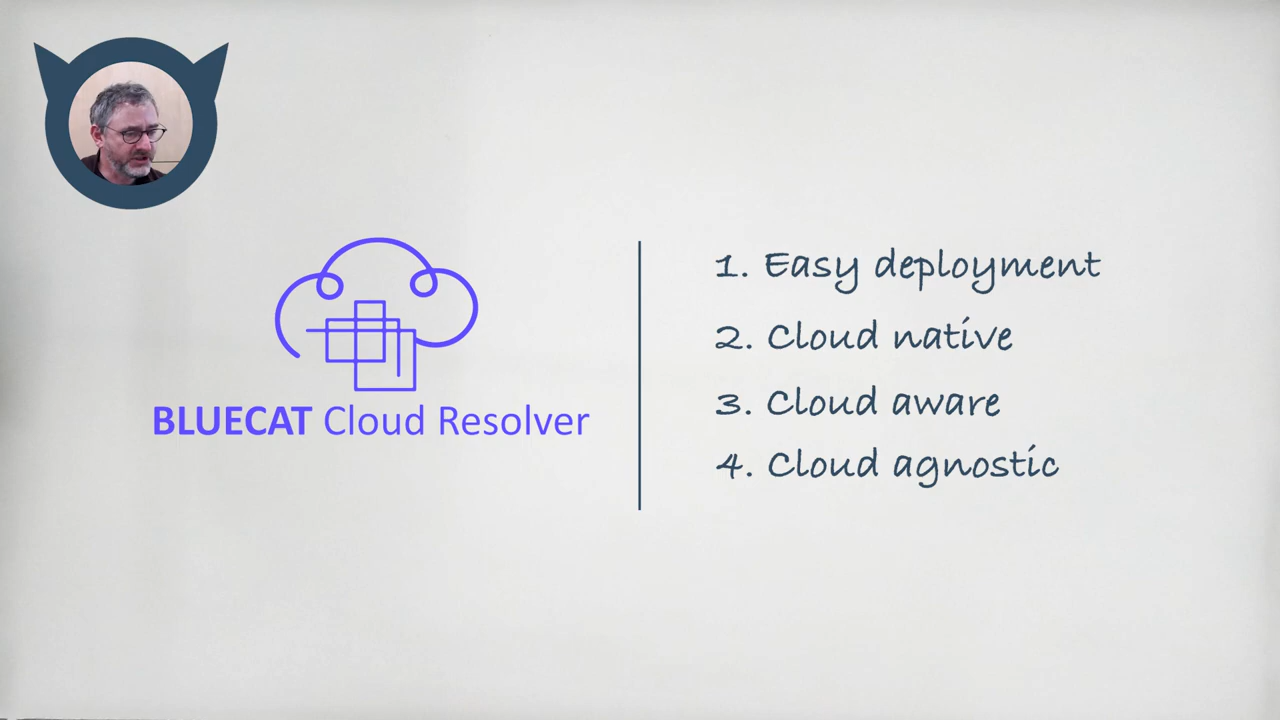 BLUECAT Cloud Resolver
1. Easy deployment
2. Cloud native
3. Cloud aware
4. Cloud agnostic